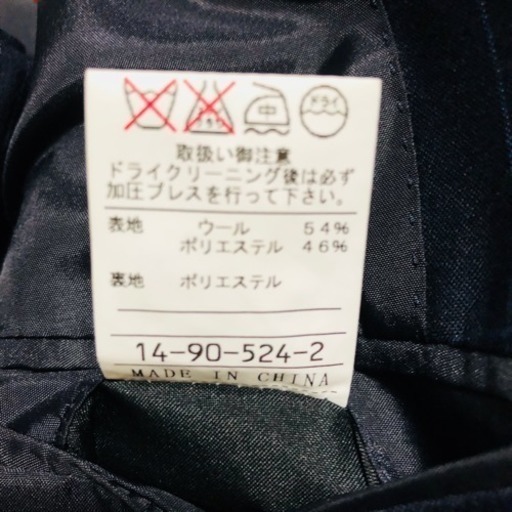 中 ドライ
取扱い御注意
ドライクリーニング後は必ず
加圧プレスを行って下さい。
表地 ウール 54%
ポリエステル 46%
裏地 ポリエステル
14-90-524-2
MADE IN CHINA